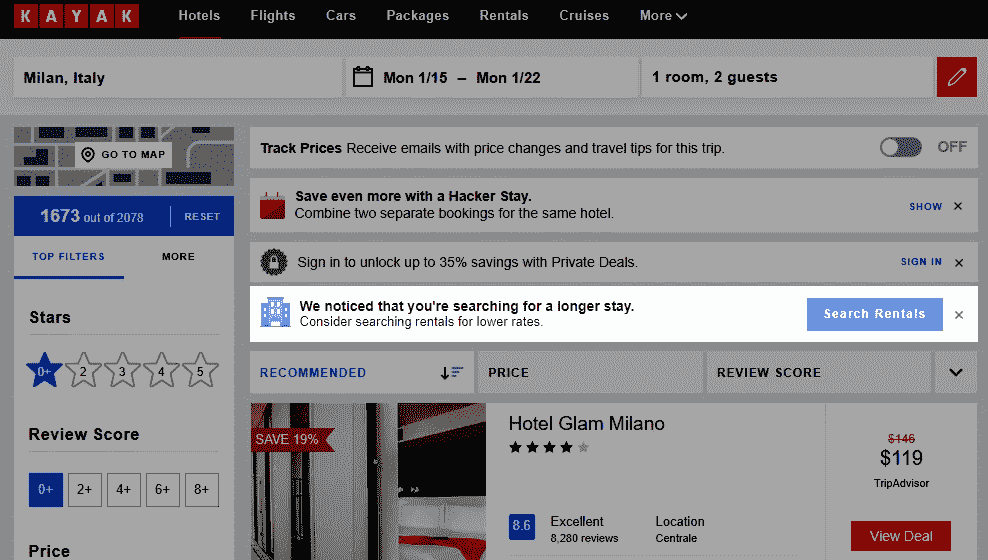 KAYAK
Hotels Flights Cars Packages Rentals Cruises More
Milan, Italy
Mon 1/15 – Mon 1/22
1 room, 2 guests
GO TO MAP
Track Prices Receive emails with price changes and travel tips for this trip.
OFF
Save even more with a Hacker Stay.
Combine two separate bookings for the same hotel.
SHOW ×
1673 out of 2078 RESET
TOP FILTERS MORE
Sign in to unlock up to 35% savings with Private Deals.
SIGN IN ×
We noticed that you're searching for a longer stay.
Consider searching rentals for lower rates.
Search Rentals ×
Stars
0+ 2 3 4 5
Review Score
0+ 2+ 4+ 6+ 8+
Price
RECOMMENDED PRICE REVIEW SCORE
SAVE 19%
Hotel Glam Milano
8.6 Excellent
8,280 reviews
Location
Centrale
$146
$119
TripAdvisor
View Deal